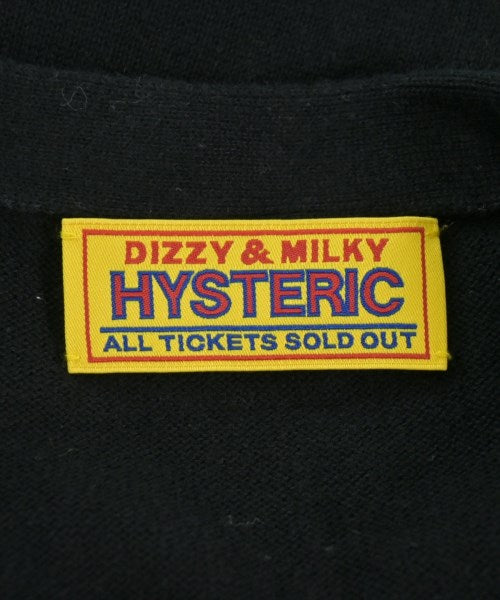 DIZZY & MILKY
HYSTERIC
ALL TICKETS SOLD OUT